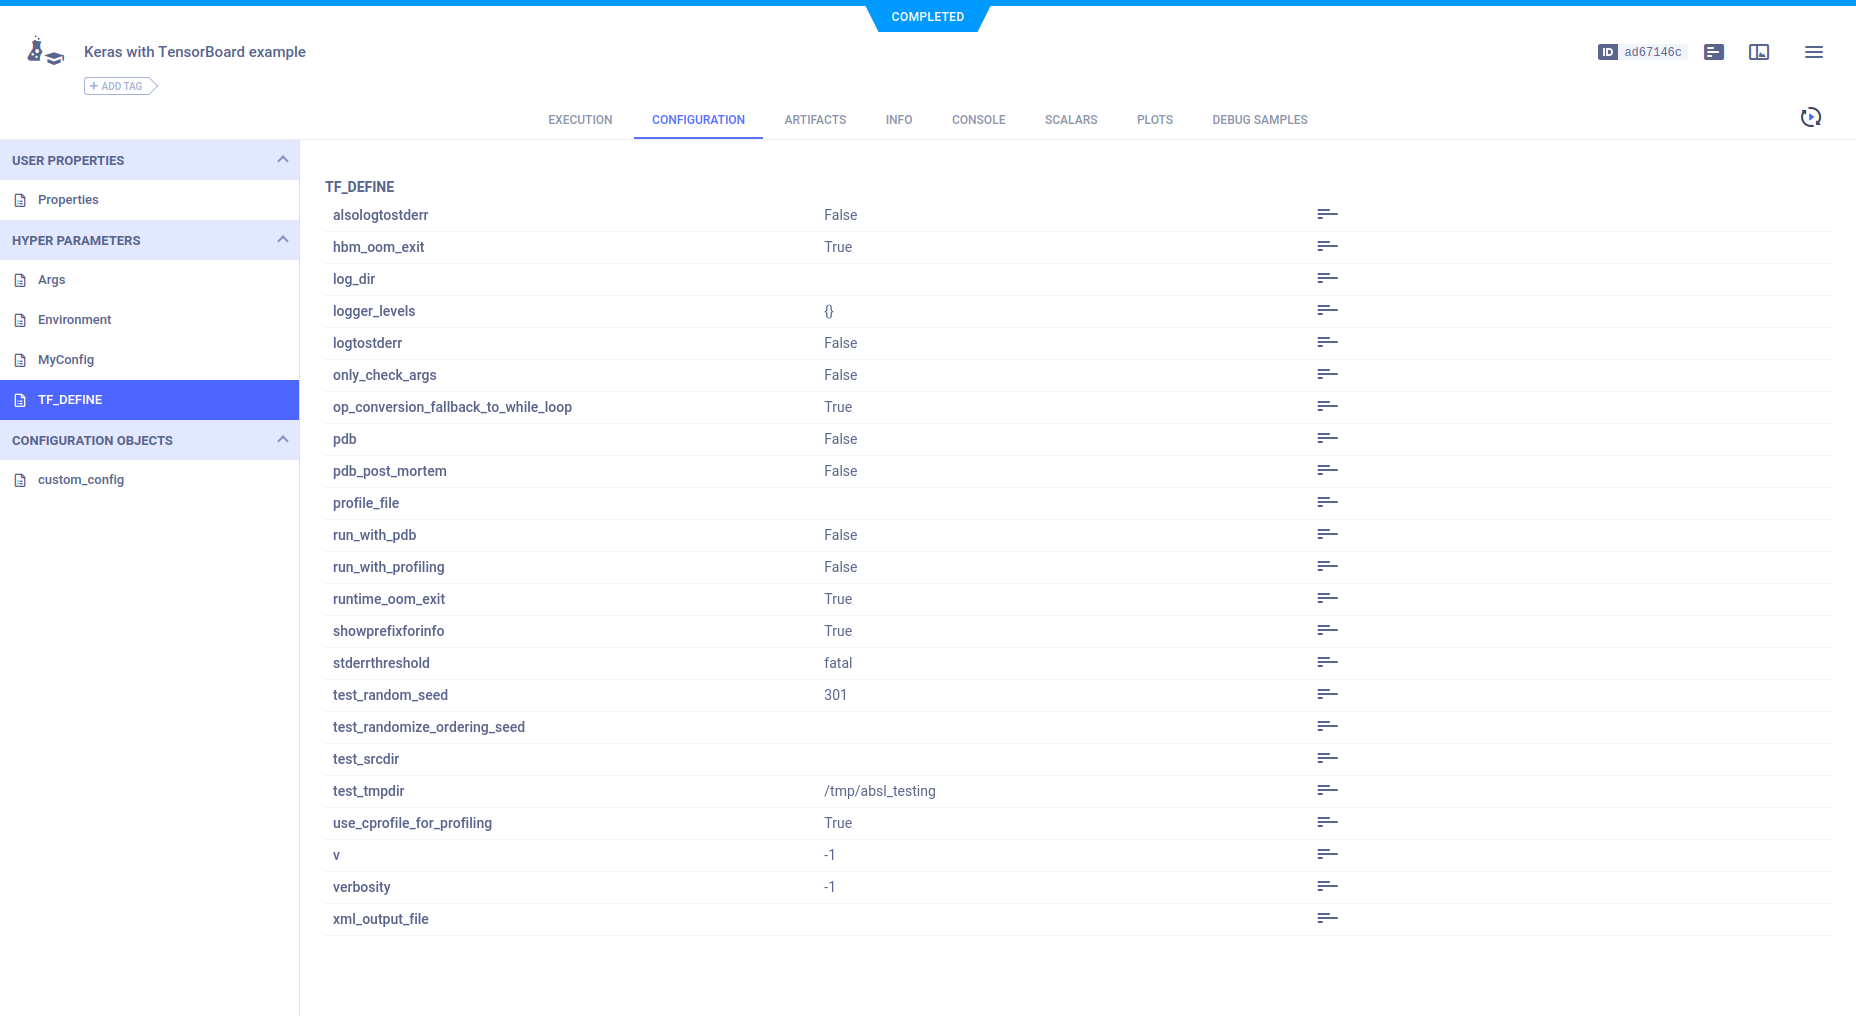 COMPLETED
Keras with TensorBoard example
ID ad67146c
+ ADD TAG
EXECUTION CONFIGURATION ARTIFACTS INFO CONSOLE SCALARS PLOTS DEBUG SAMPLES
USER PROPERTIES
Properties
HYPER PARAMETERS
Args
Environment
MyConfig
TF_DEFINE
CONFIGURATION OBJECTS
custom_config
TF_DEFINE
alsologtostderr False
hbm_oom_exit True
log_dir
logger_levels {}
logtostderr False
only_check_args False
op_conversion_fallback_to_while_loop True
pdb False
pdb_post_mortem False
profile_file
run_with_pdb False
run_with_profiling False
runtime_oom_exit True
showprefixforinfo True
stderrthreshold fatal
test_random_seed 301
test_randomize_ordering_seed
test_srcdir
test_tmpdir /tmp/absl_testing
use_cprofile_for_profiling True
v -1
verbosity -1
xml_output_file